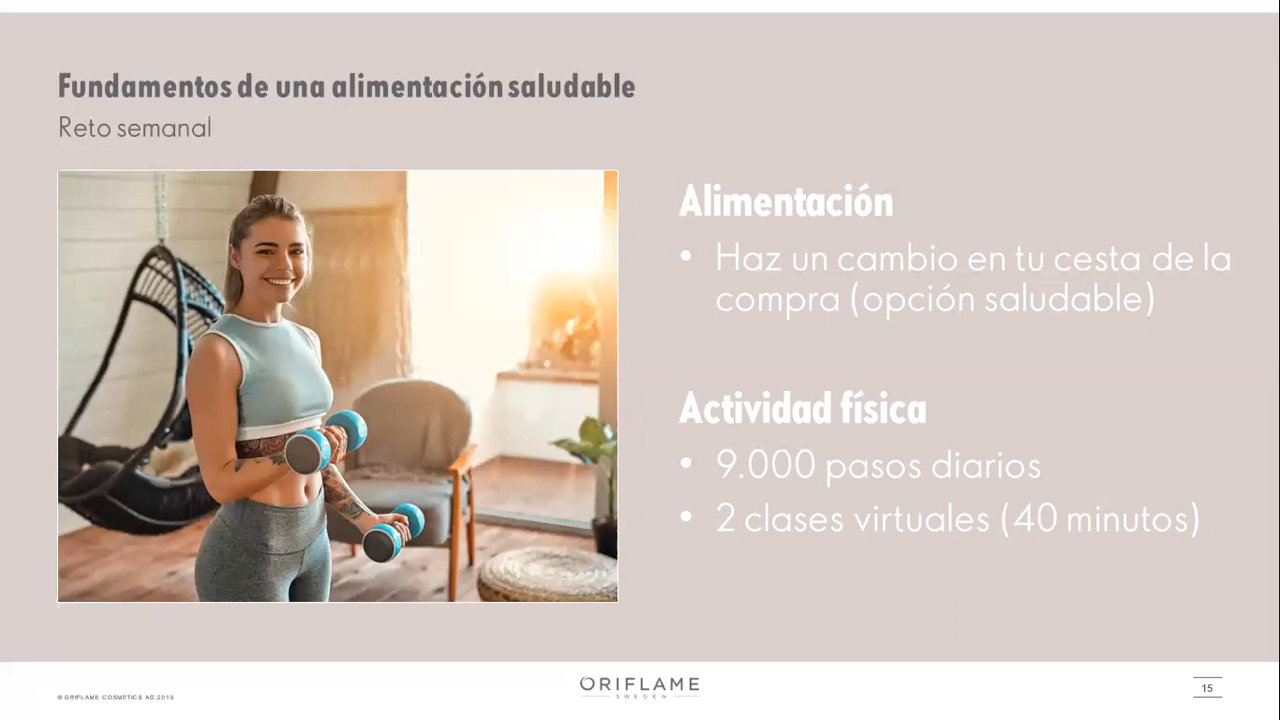 Fundamentos de una alimentación saludable
Reto semanal
Alimentación
• Haz un cambio en tu cesta de la
compra (opción saludable)
Actividad física
• 9.000 pasos diarios
• 2 clases virtuales (40 minutos)
© ORIFLAME COSMETICS AG,2019
ORIFLAME
SWEDEN
15